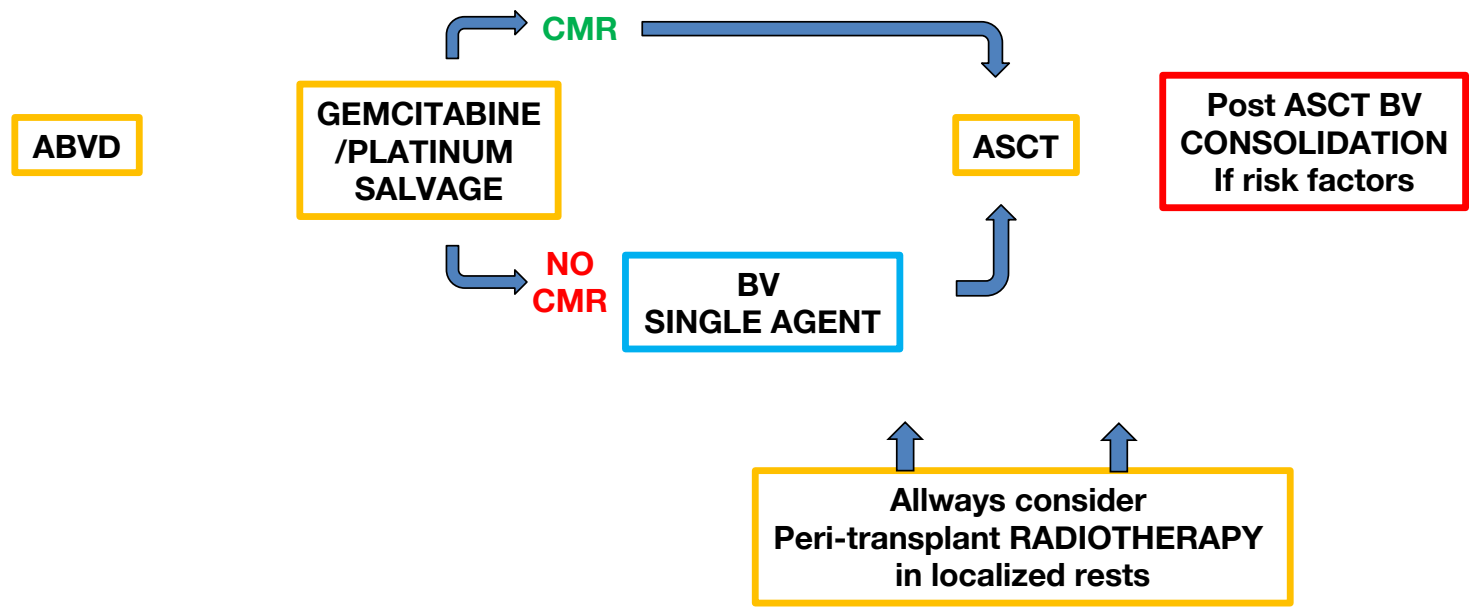 ABVD
GEMCITABINE
/PLATINUM
SALVAGE
CMR
NO
CMR
BV
SINGLE AGENT
ASCT
Post ASCT BV
CONSOLIDATION
If risk factors
Allways consider
Peri-transplant RADIOTHERAPY
in localized rests